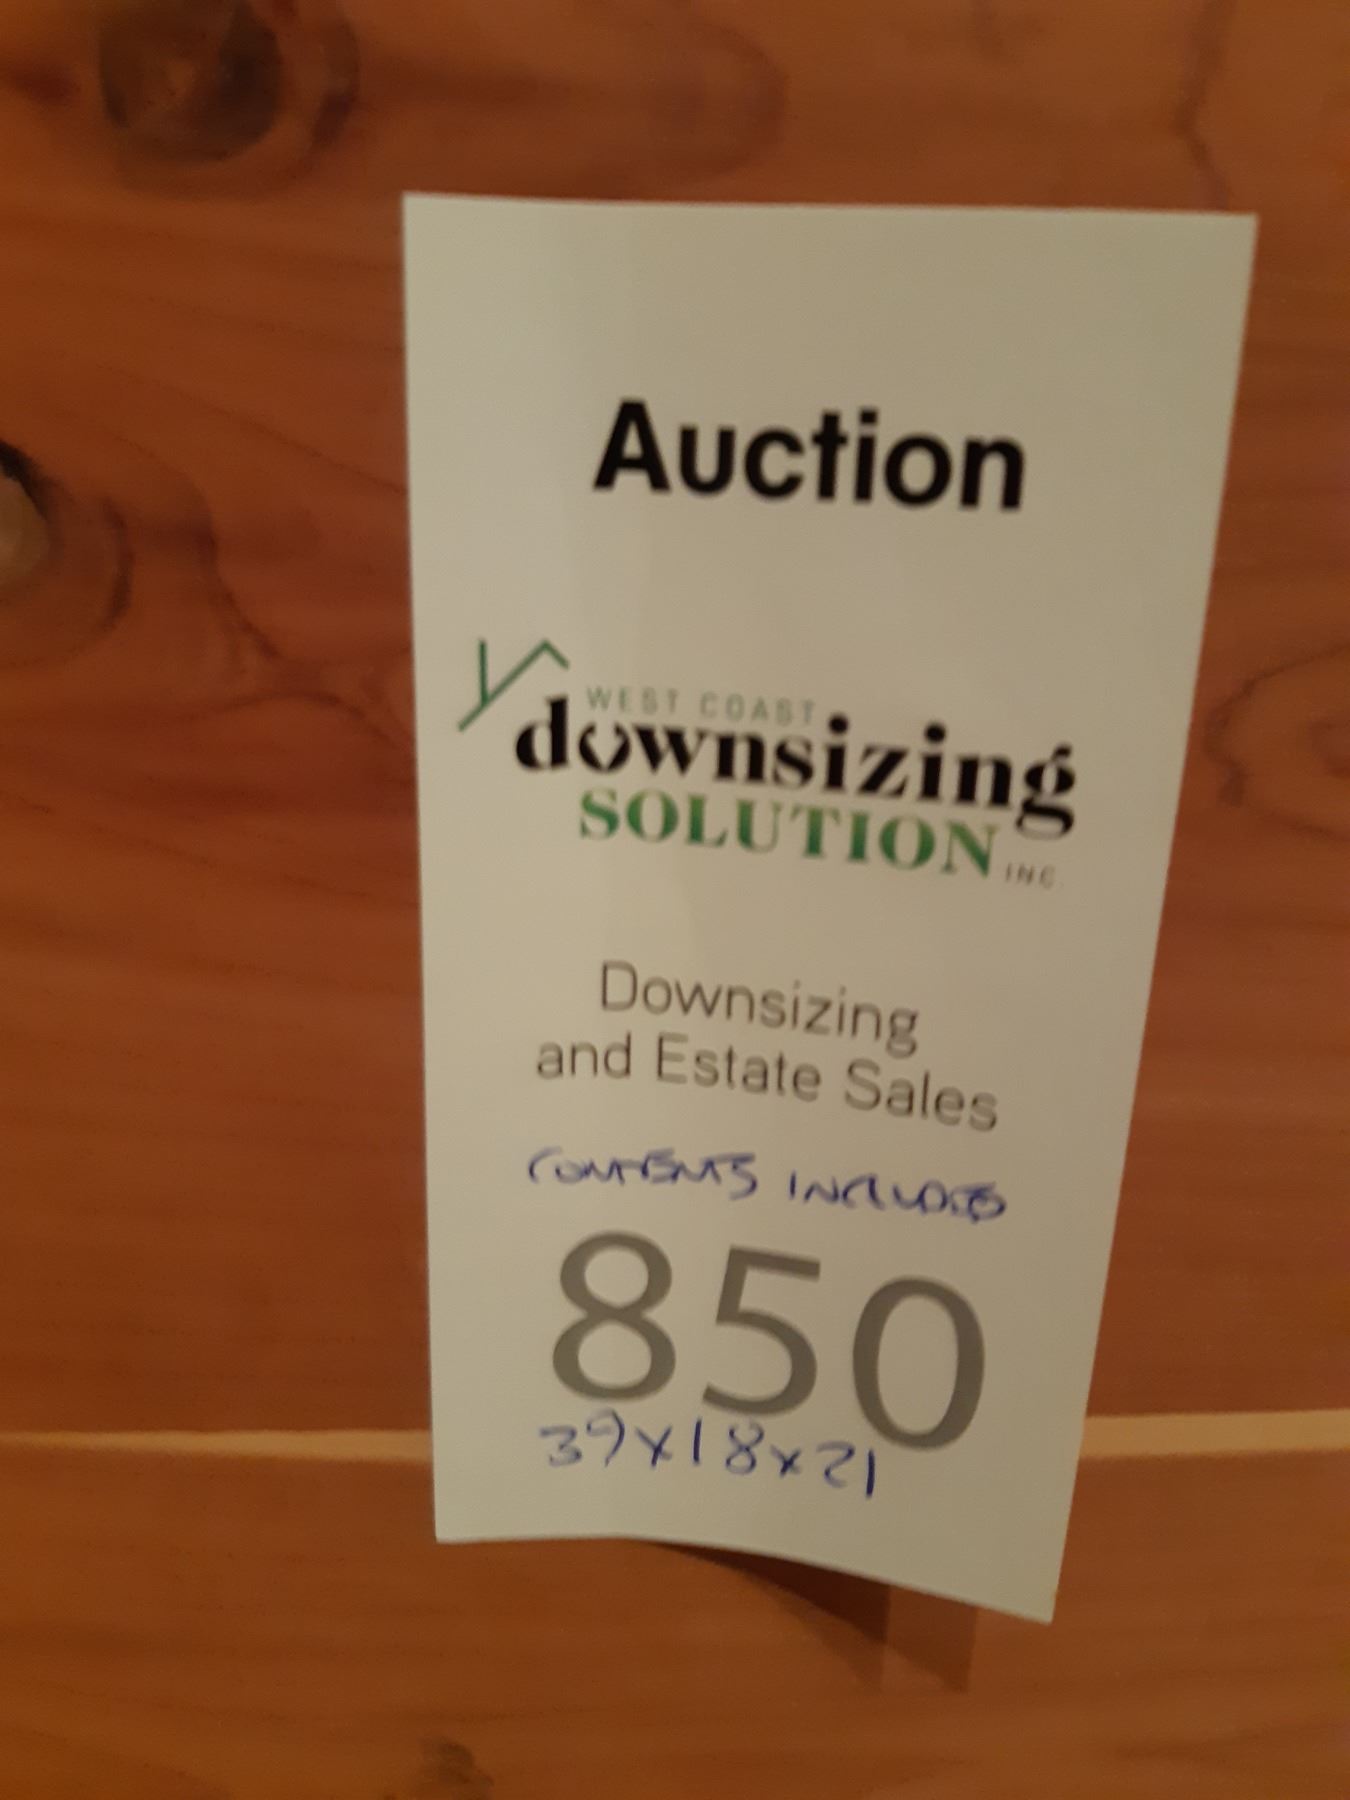 Auction
WEST COAST
downsizing
SOLUTION INC.
Downsizing
and Estate Sales
CONTENTS INCLUDED
850
39x18x21